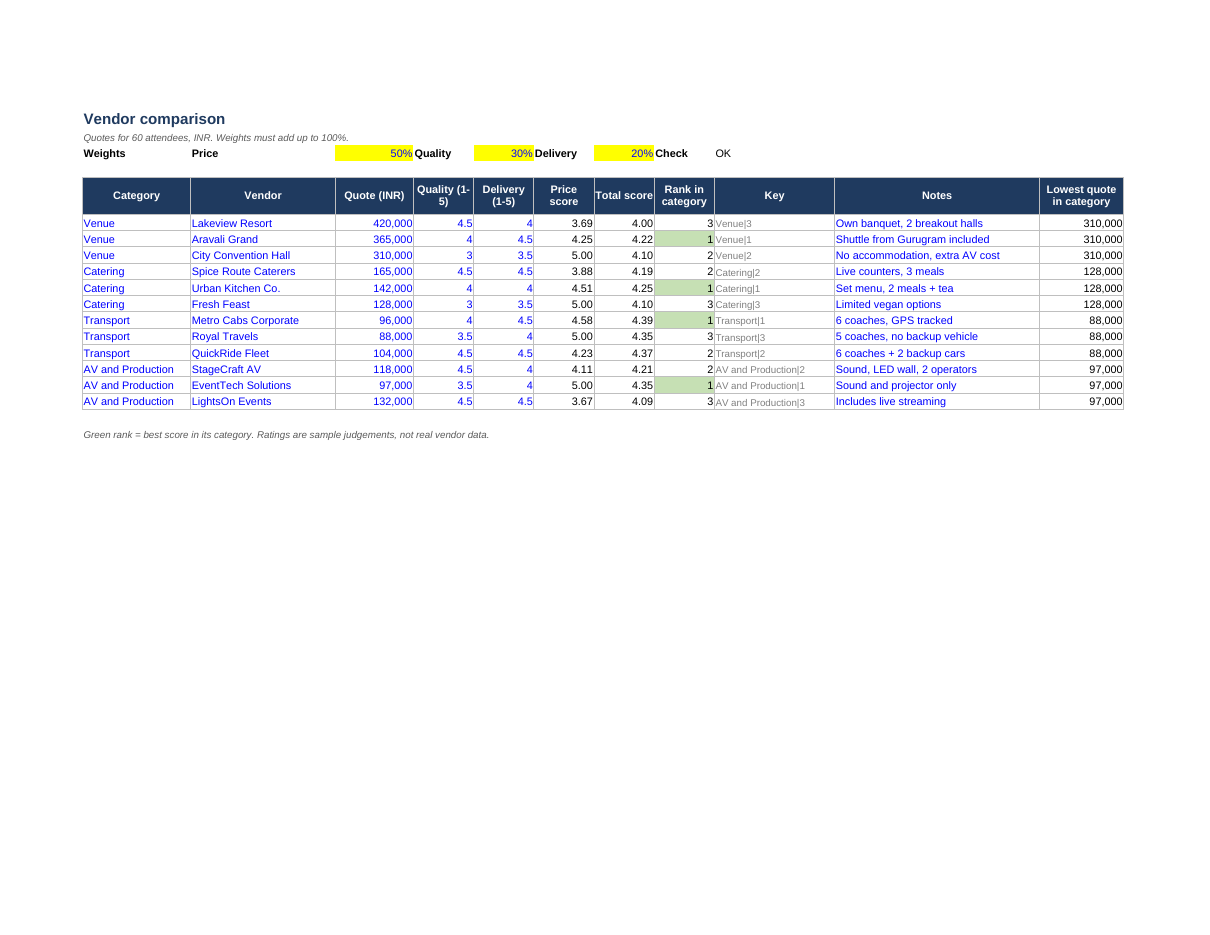 Vendor comparison
Quotes for 60 attendees, INR. Weights must add up to 100%.
Weights Price 50% Quality 30% Delivery 20% Check OK
Category Vendor Quote (INR) Quality (1-5) Delivery (1-5) Price score Total score Rank in category Key Notes Lowest quote in category
Venue Lakeview Resort 420,000 4.5 4 3.69 4.00 3 Venue|3 Own banquet, 2 breakout halls 310,000
Venue Aravali Grand 365,000 4 4.5 4.25 4.22 1 Venue|1 Shuttle from Gurugram included 310,000
Venue City Convention Hall 310,000 3 3.5 5.00 4.10 2 Venue|2 No accommodation, extra AV cost 310,000
Catering Spice Route Caterers 165,000 4.5 4.5 3.88 4.19 2 Catering|2 Live counters, 3 meals 128,000
Catering Urban Kitchen Co. 142,000 4 4 4.51 4.25 1 Catering|1 Set menu, 2 meals + tea 128,000
Catering Fresh Feast 128,000 3 3.5 5.00 4.10 3 Catering|3 Limited vegan options 128,000
Transport Metro Cabs Corporate 96,000 4 4.5 4.58 4.39 1 Transport|1 6 coaches, GPS tracked 88,000
Transport Royal Travels 88,000 3.5 4 5.00 4.35 3 Transport|3 5 coaches, no backup vehicle 88,000
Transport QuickRide Fleet 104,000 4.5 4.5 4.23 4.37 2 Transport|2 6 coaches + 2 backup cars 88,000
AV and Production StageCraft AV 118,000 4.5 4 4.11 4.21 2 AV and Production|2 Sound, LED wall, 2 operators 97,000
AV and Production EventTech Solutions 97,000 3.5 4 5.00 4.35 1 AV and Production|1 Sound and projector only 97,000
AV and Production LightsOn Events 132,000 4.5 4.5 3.67 4.09 3 AV and Production|3 Includes live streaming 97,000
Green rank = best score in its category. Ratings are sample judgements, not real vendor data.